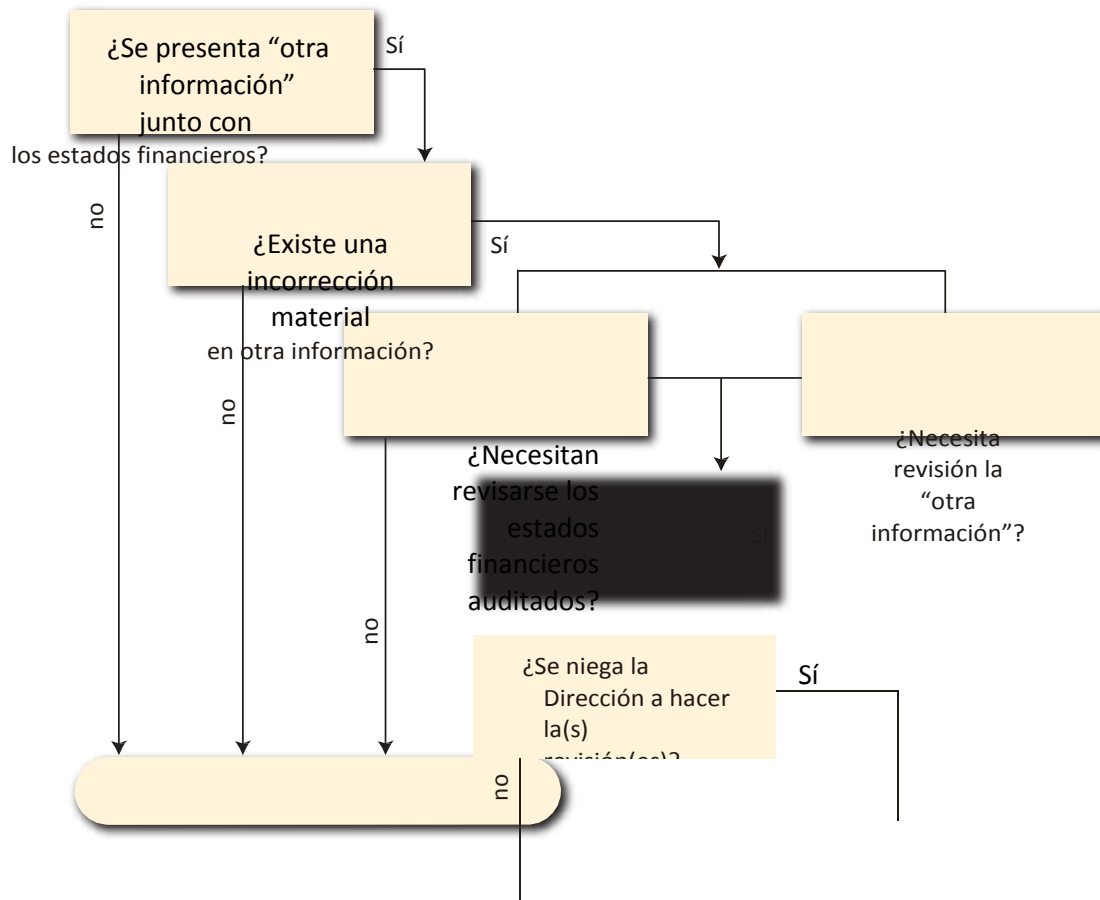 ¿Se presenta “otra
información”
junto con
los estados financieros?
Sí
no
¿Existe una
incorrección
material
en otra información?
Sí
no
¿Necesitan
revisarse los
estados
financieros
auditados?
Sí
no
¿Necesita
revisión la
“otra
información”?
¿Se niega la
Dirección a hacer
la(s)
revisión(es)?
Sí
no